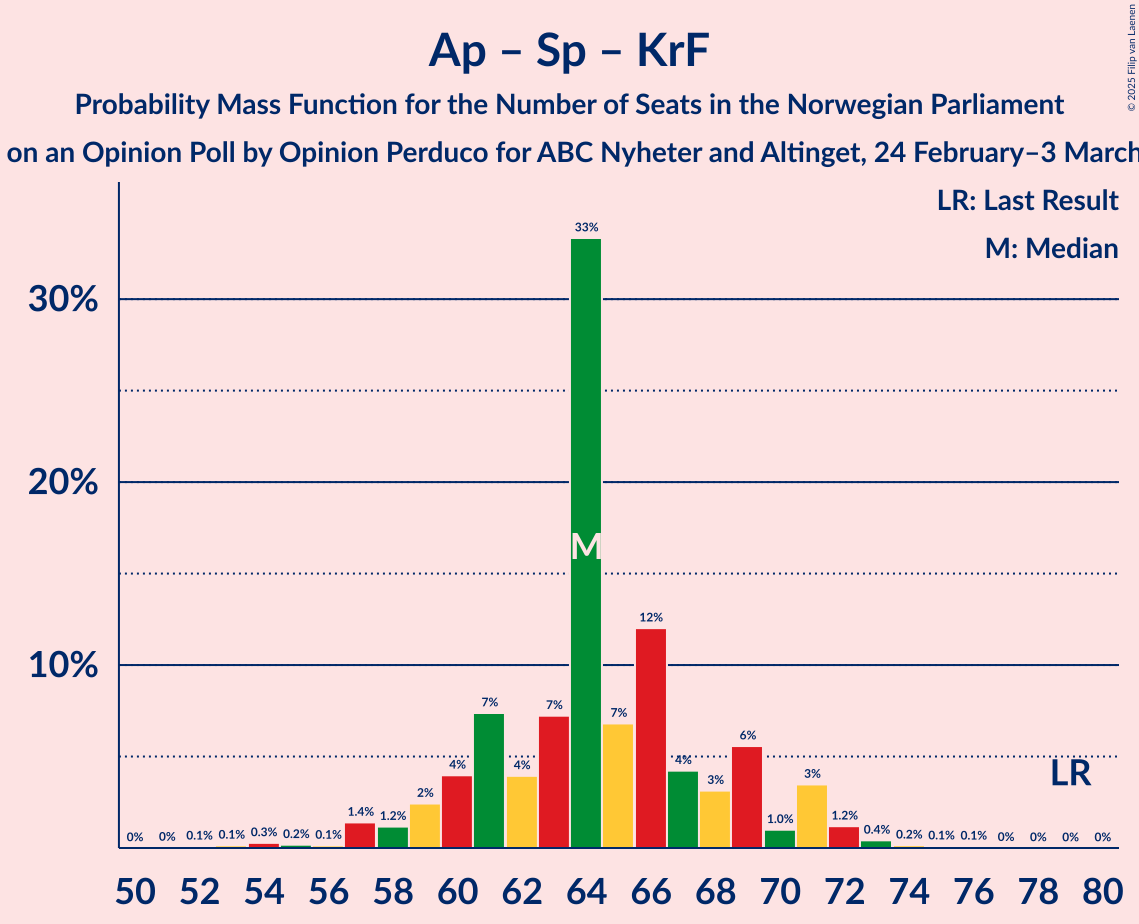 Ap – Sp – KrF
Probability Mass Function for the Number of Seats in the Norwegian Parliament
on an Opinion Poll by Opinion Perduco for ABC Nyheter and Altinget, 24 February–3 March
© 2025 Filip van Laenen
LR: Last Result
M: Median
30%
20%
10%
0% 0% 0.1% 0.1% 0.3% 0.2% 0.1% 1.4% 1.2% 2% 4% 7% 4% 7% 33% 7% 12% 4% 3% 6% 1.0% 3% 1.2% 0.4% 0.2% 0.1% 0.1% 0% 0% 0% 0%
M
LR
50 52 54 56 58 60 62 64 66 68 70 72 74 76 78 80